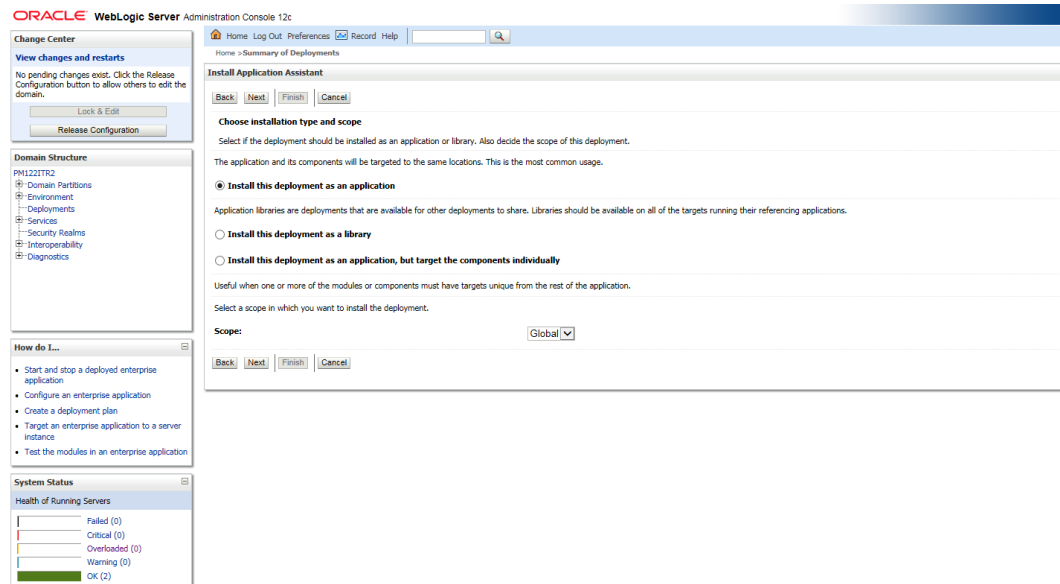 ORACLE WebLogic Server Administration Console 12c
Change Center
View changes and restarts
No pending changes exist. Click the Release
Configuration button to allow others to edit the
domain.
Lock & Edit
Release Configuration
Domain Structure
PM122ITR2
Domain Partitions
Environment
Deployments
Services
Security Realms
Interoperability
Diagnostics
How do I...
Start and stop a deployed enterprise
application
Configure an enterprise application
Create a deployment plan
Target an enterprise application to a server
instance
Test the modules in an enterprise application
System Status
Health of Running Servers
Failed (0)
Critical (0)
Overloaded (0)
Warning (0)
OK (2)
Home Log Out Preferences Record Help
Home >Summary of Deployments
Install Application Assistant
Back Next Finish Cancel
Choose installation type and scope
Select if the deployment should be installed as an application or library. Also decide the scope of this deployment.
The application and its components will be targeted to the same locations. This is the most common usage.
Install this deployment as an application
Application libraries are deployments that are available for other deployments to share. Libraries should be available on all of the targets running their referencing applications.
Install this deployment as a library
Install this deployment as an application, but target the components individually
Useful when one or more of the modules or components must have targets unique from the rest of the application.
Select a scope in which you want to install the deployment.
Scope: Global
Back Next Finish Cancel